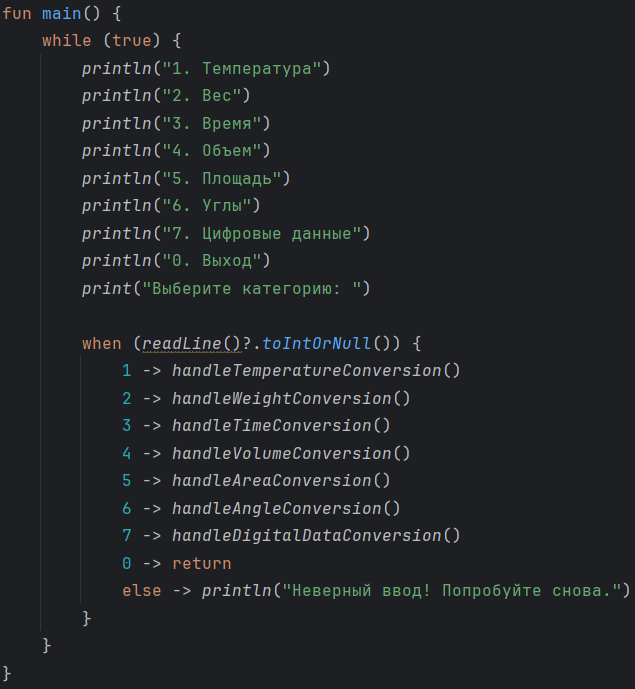 fun main() {
    while (true) {
        println("1. Температура")
        println("2. Вес")
        println("3. Время")
        println("4. Объем")
        println("5. Площадь")
        println("6. Углы")
        println("7. Цифровые данные")
        println("0. Выход")
        print("Выберите категорию: ")

        when (readLine()?.toIntOrNull()) {
            1 -> handleTemperatureConversion()
            2 -> handleWeightConversion()
            3 -> handleTimeConversion()
            4 -> handleVolumeConversion()
            5 -> handleAreaConversion()
            6 -> handleAngleConversion()
            7 -> handleDigitalDataConversion()
            0 -> return
            else -> println("Неверный ввод! Попробуйте снова.")
        }
    }
}